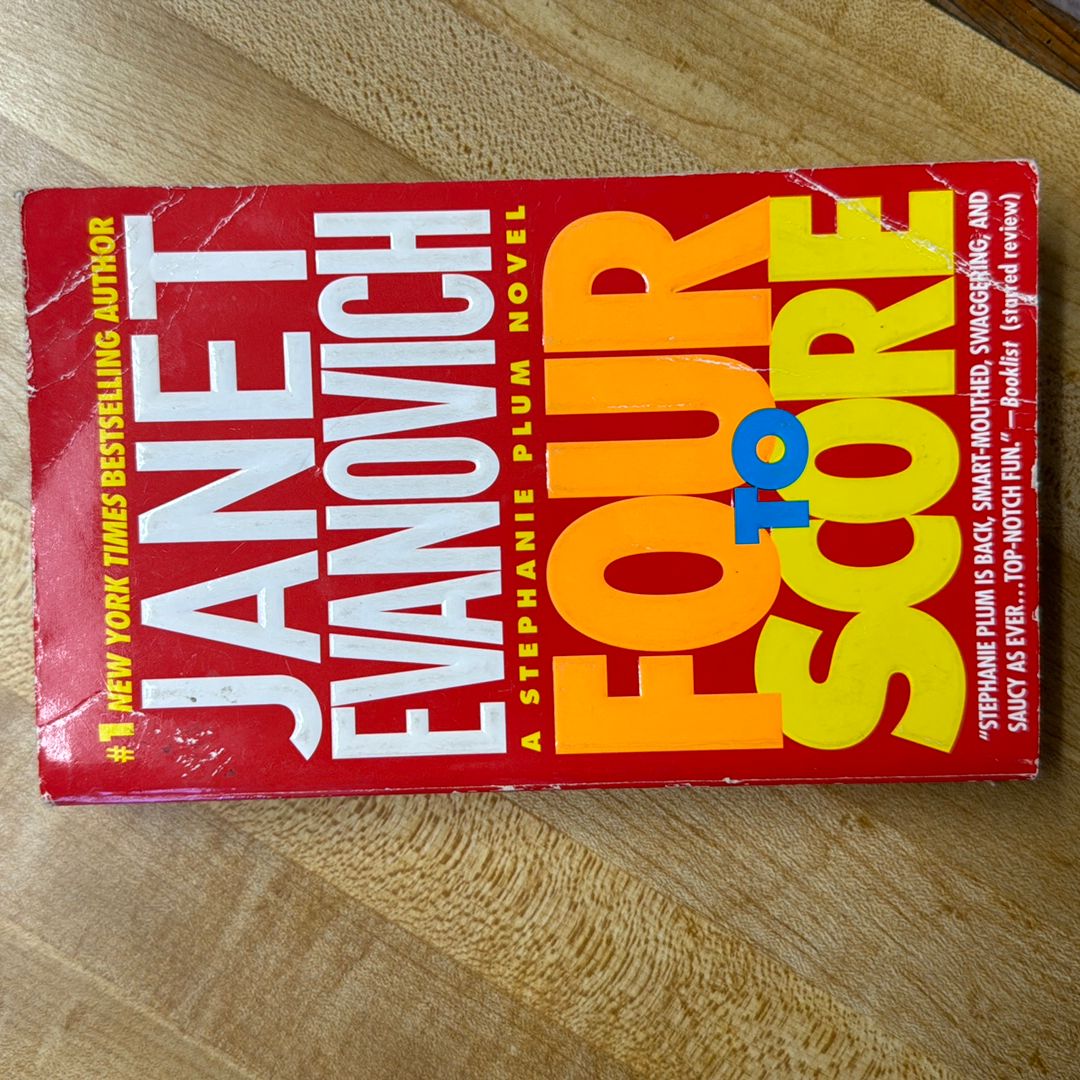 #1 NEW YORK TIMES BESTSELLING AUTHOR
JANET
EVANOVICH
A STEPHANIE PLUM NOVEL
FOUR
TO
SCORE
“STEPHANIE PLUM IS BACK, SMART-MOUTHED, SWAGGERING, AND
SAUCY AS EVER...TOP-NOTCH FUN.” —Booklist (starred review)